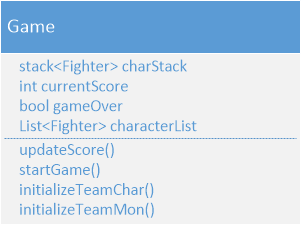 Game
stack<Fighter> charStack
int currentScore
bool gameOver
List<Fighter> characterList
updateScore()
startGame()
initializeTeamChar()
initializeTeamMon()